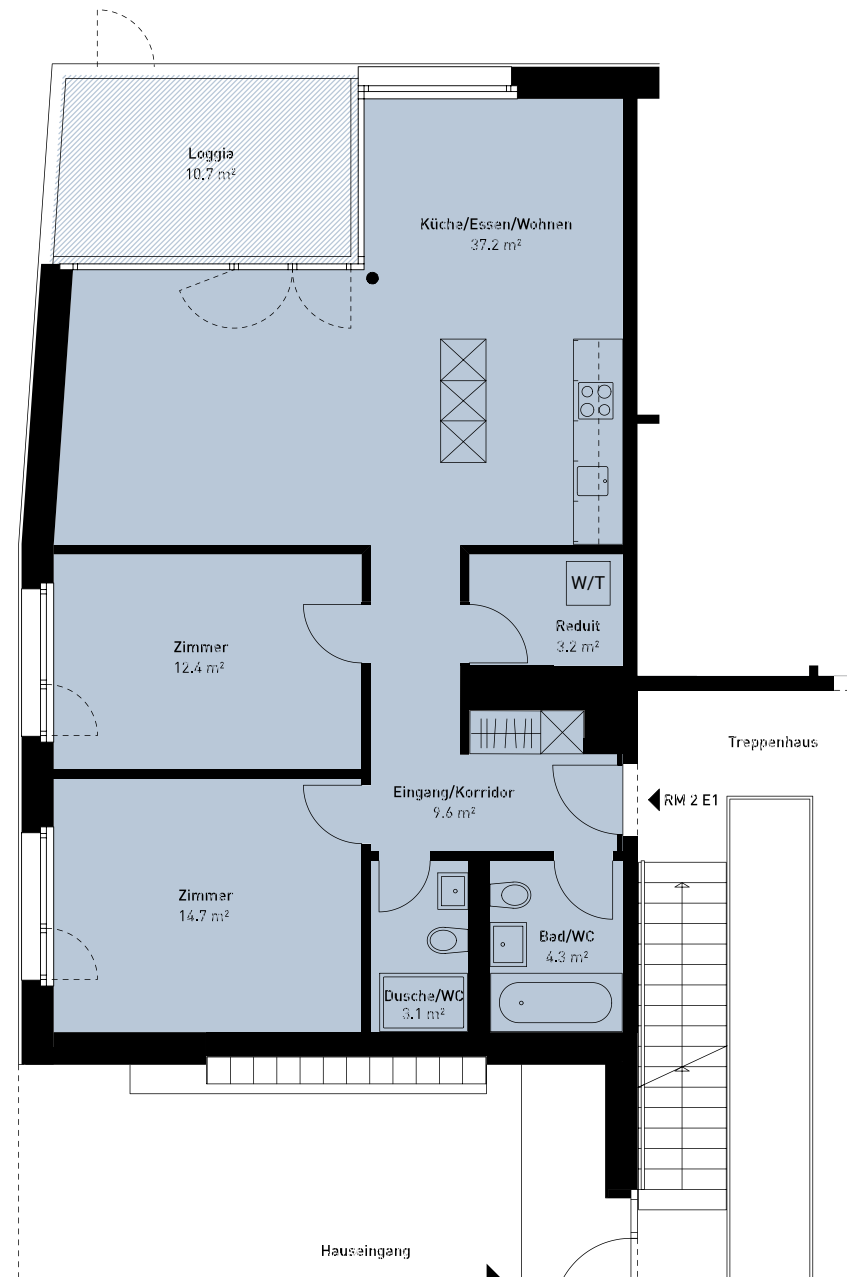 Loggia
10.7 m²
Küche/Essen/Wohnen
37.2 m²
W/T
Reduit
3.2 m²
Zimmer
12.4 m²
Treppenhaus
Eingang/Korridor
9.6 m²
RM 2 E1
Zimmer
14.7 m²
Bad/WC
4.3 m²
Dusche/WC
3.1 m²
Hauseingang